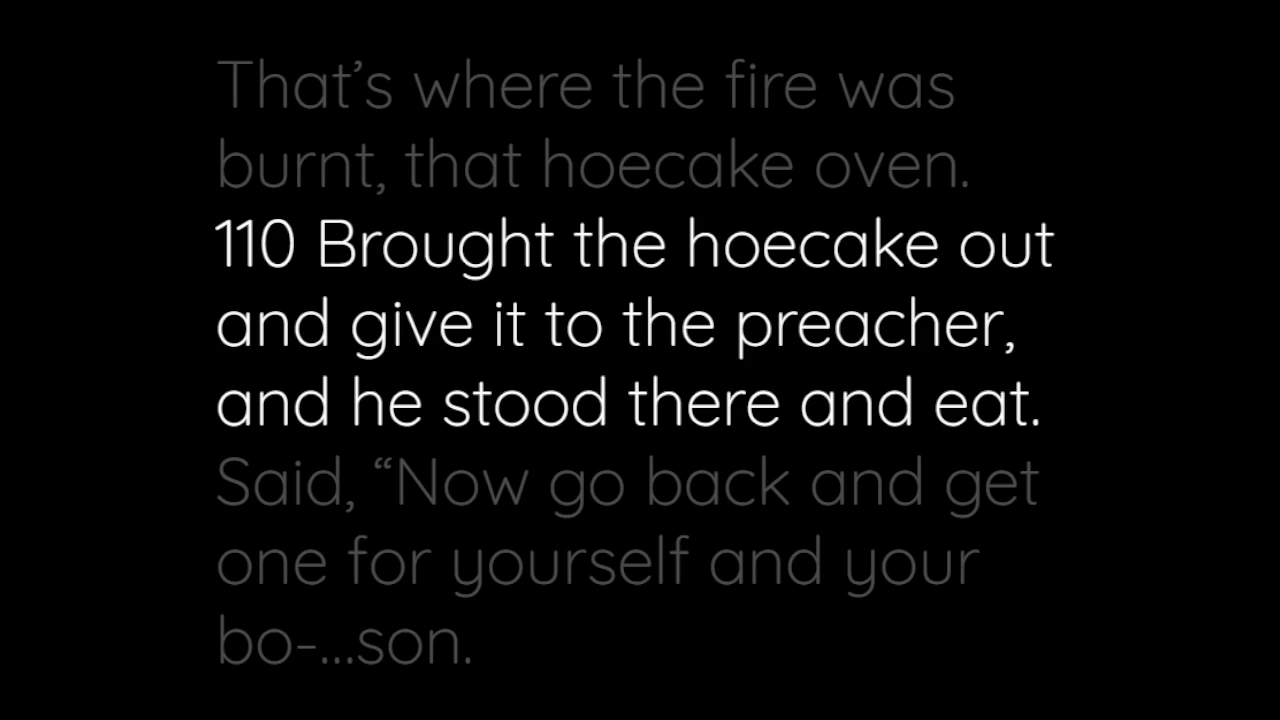 That’s where the fire was
burnt, that hoecake oven.
110 Brought the hoecake out
and give it to the preacher,
and he stood there and eat.
Said, “Now go back and get
one for yourself and your
bo-...son.